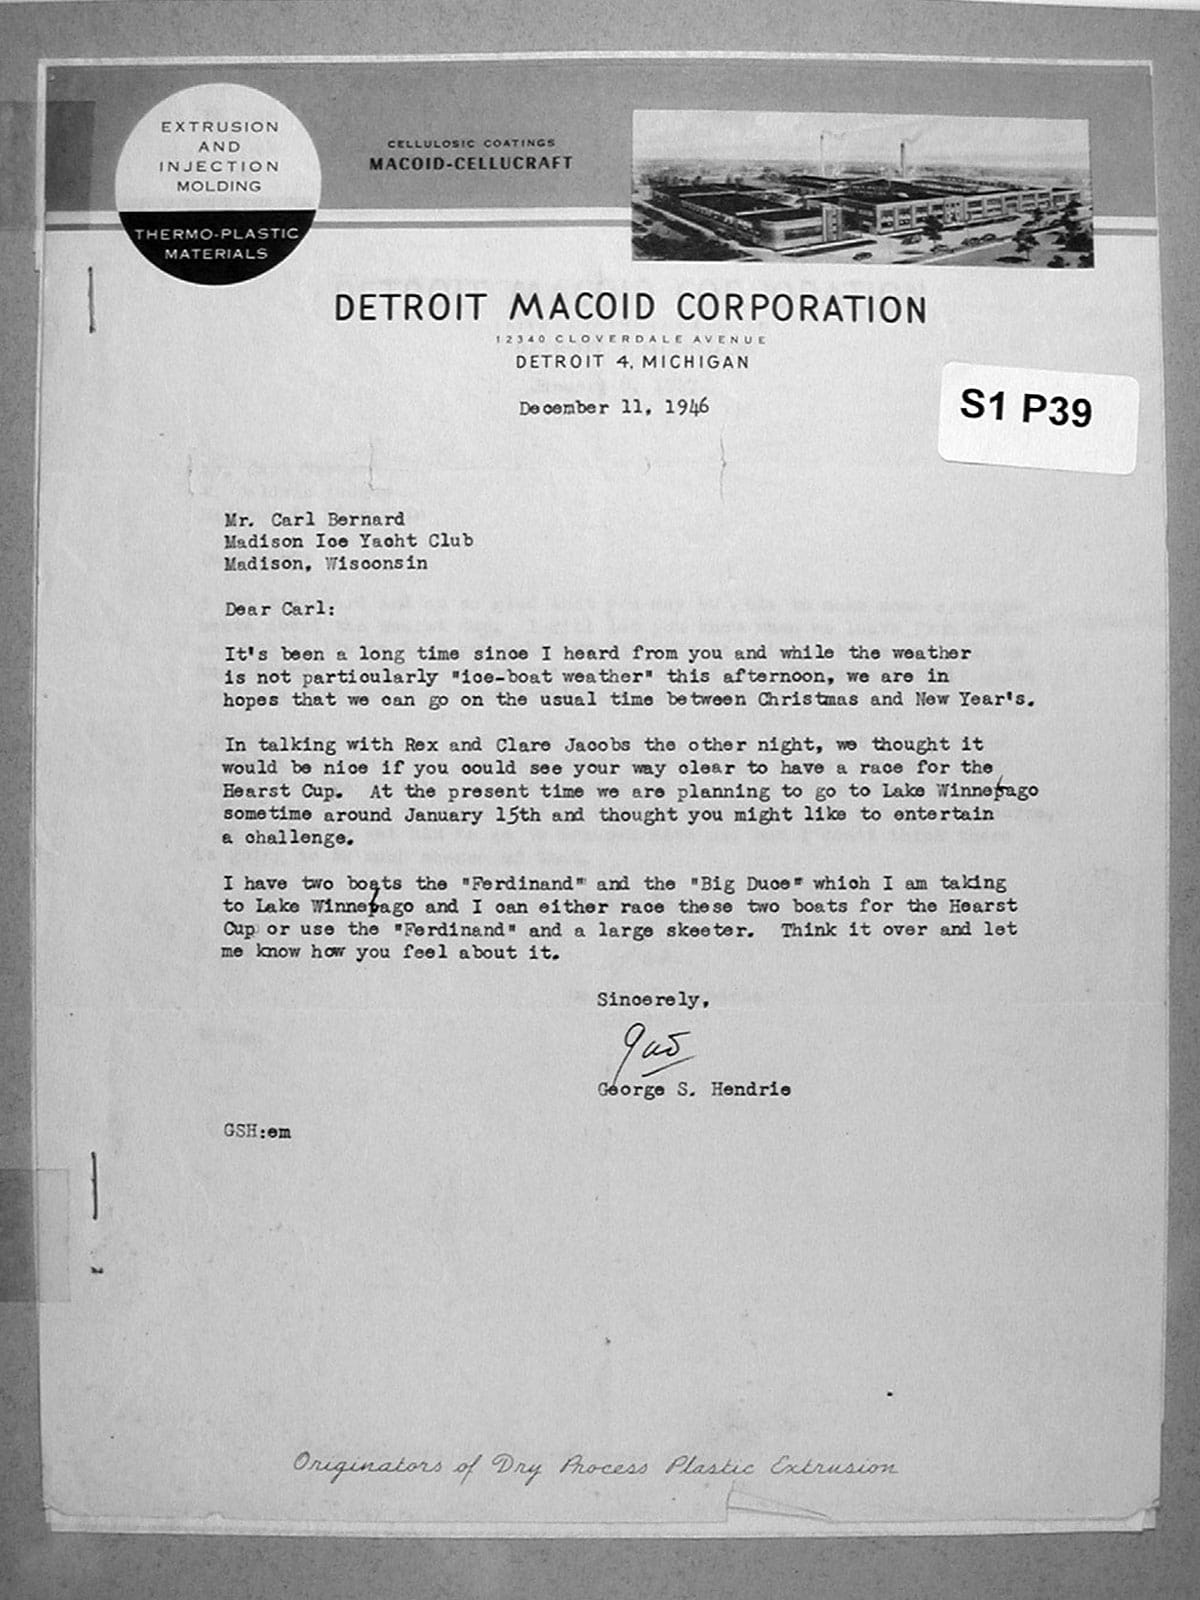 EXTRUSION
AND
INJECTION
MOLDING
THERMO-PLASTIC
MATERIALS
CELLULOSIC COATINGS
MACOID-CELLUCRAFT
DETROIT MACOID CORPORATION
12340 CLOVERDALE AVENUE
DETROIT 4, MICHIGAN
December 11, 1946
S1 P39
Mr. Carl Bernard
Madison Ice Yacht Club
Madison, Wisconsin
Dear Carl:
It's been a long time since I heard from you and while the weather
is not particularly "ice-boat weather" this afternoon, we are in
hopes that we can go on the usual time between Christmas and New Year's.
In talking with Rex and Clare Jacobs the other night, we thought it
would be nice if you could see your way clear to have a race for the
Hearst Cup. At the present time we are planning to go to Lake Winnebago
sometime around January 15th and thought you might like to entertain
a challenge.
I have two boats the "Ferdinand" and the "Big Duce" which I am taking
to Lake Winnebago and I can either race these two boats for the Hearst
Cup or use the "Ferdinand" and a large skeeter. Think it over and let
me know how you feel about it.
Sincerely,
George S. Hendrie
GSH:em
Originators of Dry Process Plastic Extrusion